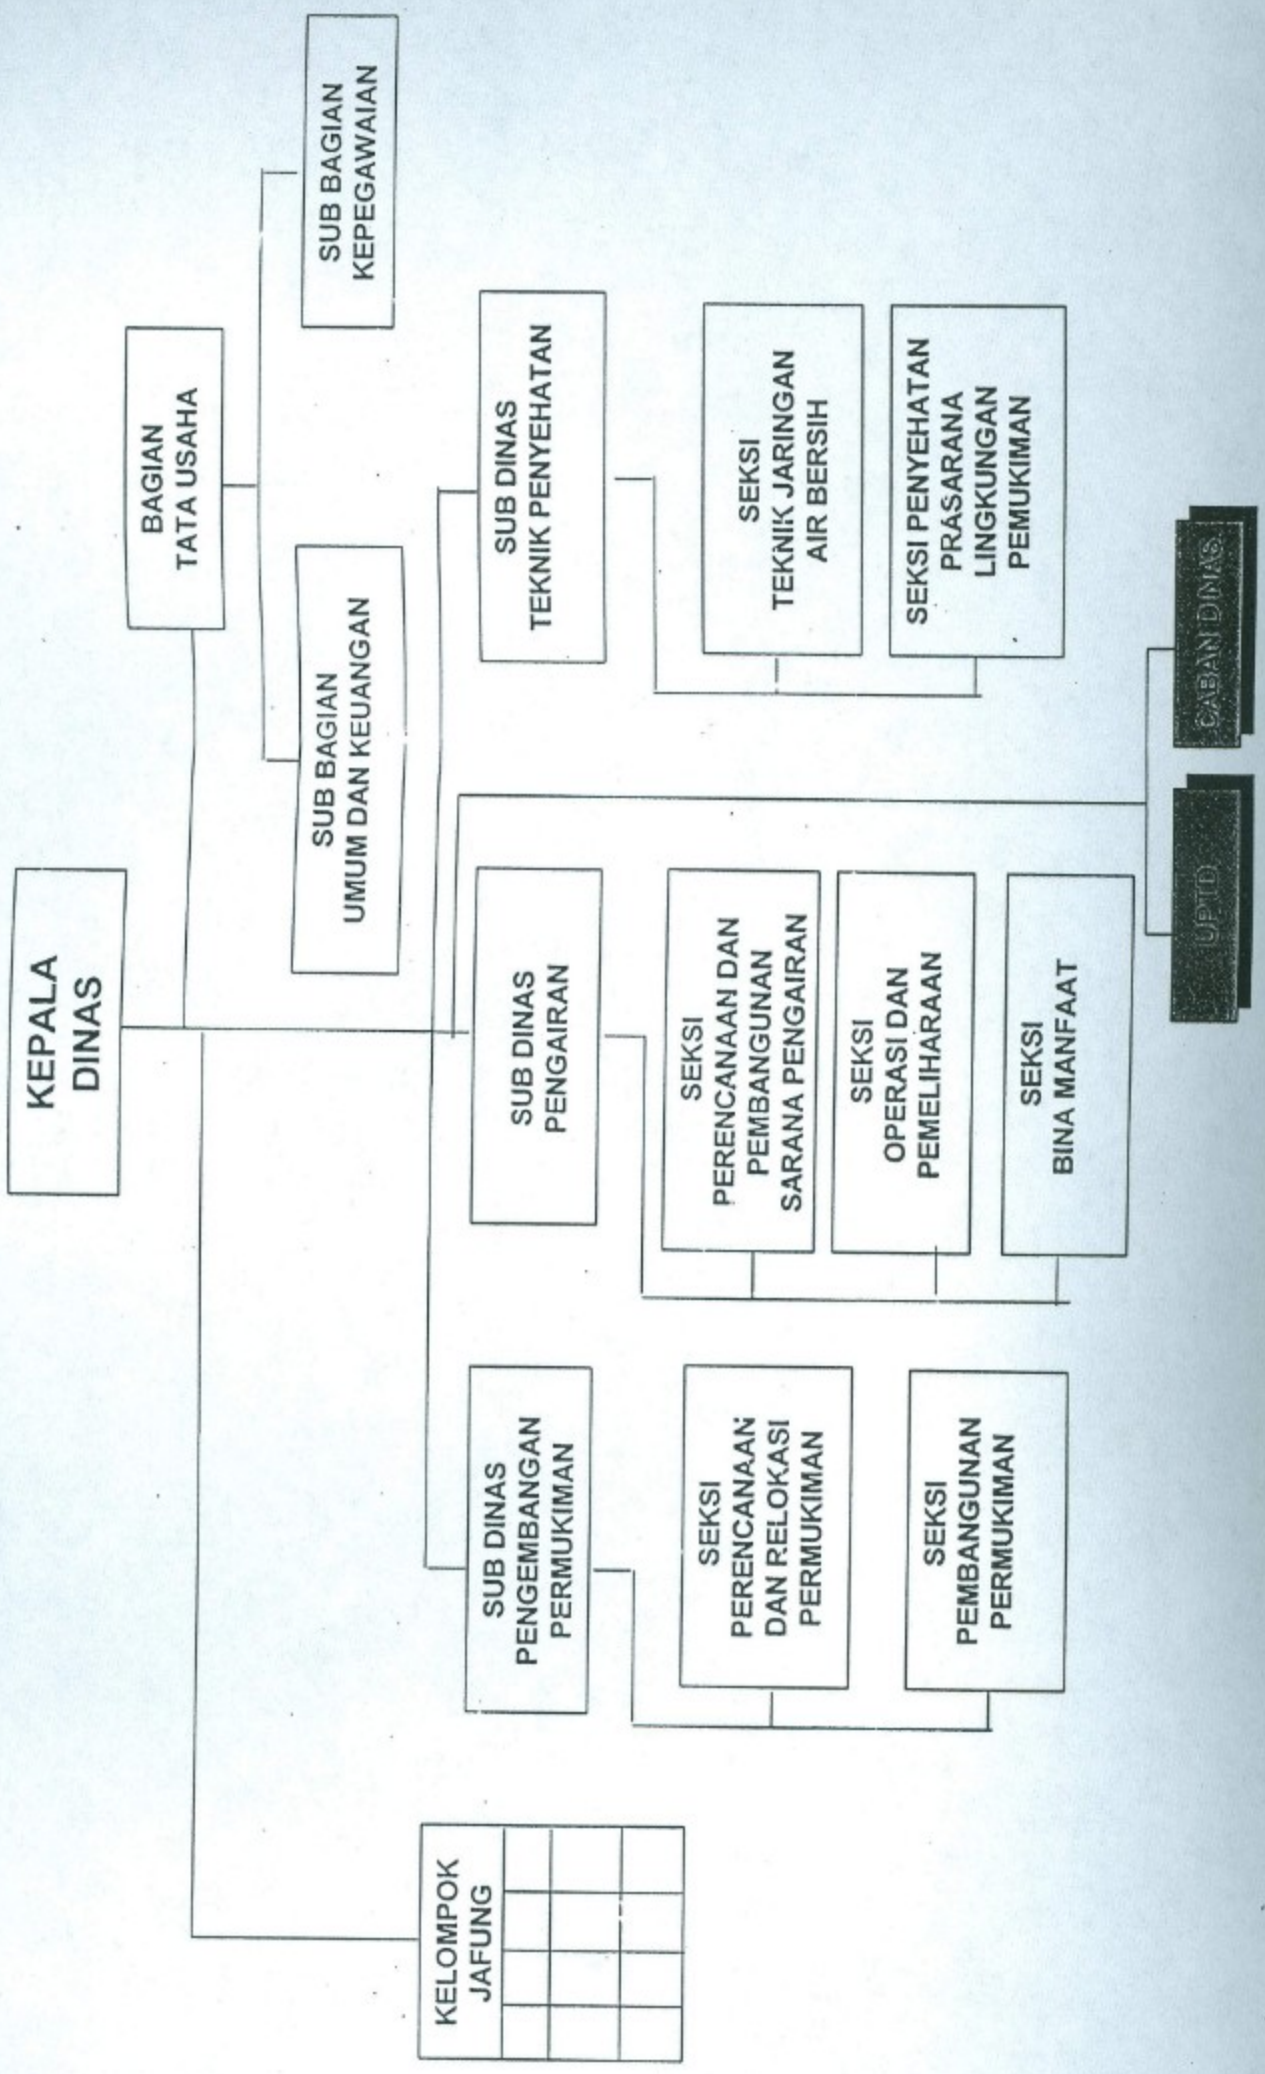 KEPALA
DINAS
BAGIAN
TATA USAHA
SUB BAGIAN
UMUM DAN KEUANGAN
SUB BAGIAN
KEPEGAWAIAN
KELOMPOK
JAFUNG
SUB DINAS
PENGEMBANGAN
PERMUKIMAN
SUB DINAS
PENGAIRAN
SUB DINAS
TEKNIK PENYEHATAN
SEKSI
PERENCANAAN
DAN RELOKASI
PERMUKIMAN
SEKSI
PEMBANGUNAN
PERMUKIMAN
SEKSI
PERENCANAAN DAN
PEMBANGUNAN
SARANA PENGAIRAN
SEKSI
OPERASI DAN
PEMELIHARAAN
SEKSI
BINA MANFAAT
SEKSI
TEKNIK JARINGAN
AIR BERSIH
SEKSI PENYEHATAN
PRASARANA
LINGKUNGAN
PEMUKIMAN
UPTD
CABAN DINAS